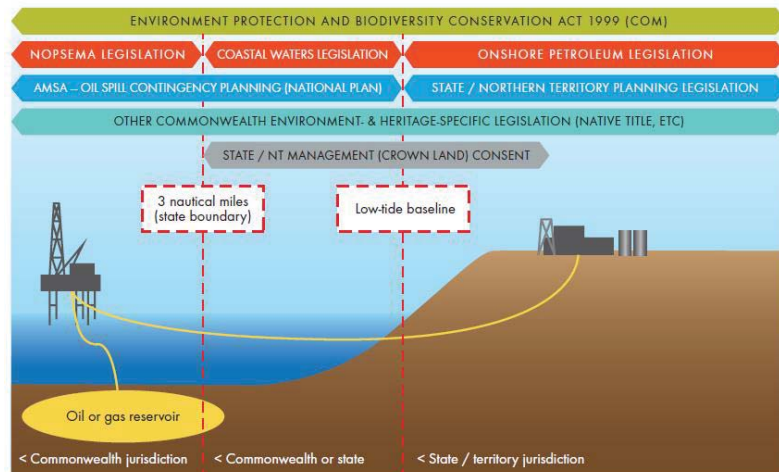 ENVIRONMENT PROTECTION AND BIODIVERSITY CONSERVATION ACT 1999 (COM)
NOPSEMA LEGISLATION
COASTAL WATERS LEGISLATION
ONSHORE PETROLEUM LEGISLATION
AMSA – OIL SPILL CONTINGENCY PLANNING (NATIONAL PLAN)
STATE / NORTHERN TERRITORY PLANNING LEGISLATION
OTHER COMMONWEALTH ENVIRONMENT- & HERITAGE-SPECIFIC LEGISLATION (NATIVE TITLE, ETC)
STATE / NT MANAGEMENT (CROWN LAND) CONSENT
3 nautical miles
(state boundary)
Low-tide baseline
Oil or gas reservoir
< Commonwealth jurisdiction
< Commonwealth or state
< State / territory jurisdiction